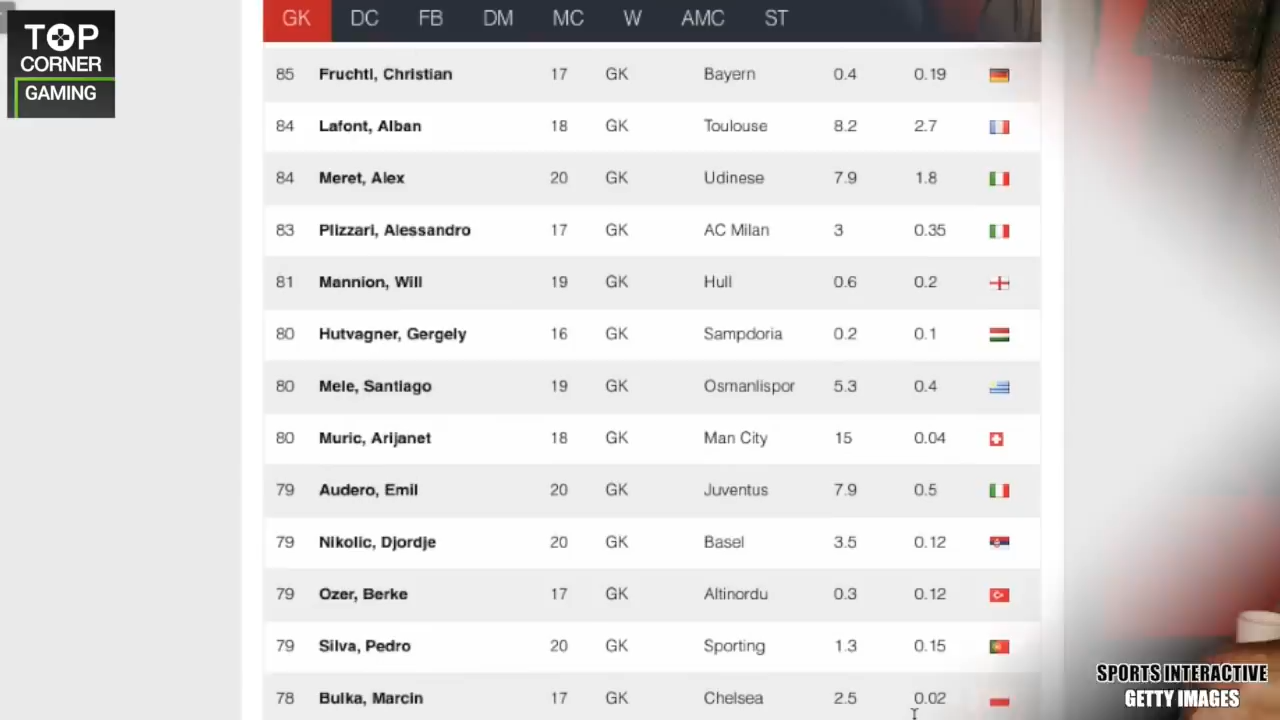 TOP
CORNER
GAMING
GK DC FB DM MC W AMC ST
85 Fruchtl, Christian 17 GK Bayern 0.4 0.19
84 Lafont, Alban 18 GK Toulouse 8.2 2.7
84 Meret, Alex 20 GK Udinese 7.9 1.8
83 Plizzari, Alessandro 17 GK AC Milan 3 0.35
81 Mannion, Will 19 GK Hull 0.6 0.2
80 Hutvagner, Gergely 16 GK Sampdoria 0.2 0.1
80 Mele, Santiago 19 GK Osmanlispor 5.3 0.4
80 Muric, Arijanet 18 GK Man City 15 0.04
79 Audero, Emil 20 GK Juventus 7.9 0.5
79 Nikolic, Djordje 20 GK Basel 3.5 0.12
79 Ozer, Berke 17 GK Altinordu 0.3 0.12
79 Silva, Pedro 20 GK Sporting 1.3 0.15
78 Bulka, Marcin 17 GK Chelsea 2.5 0.02
SPORTS INTERACTIVE
GETTY IMAGES